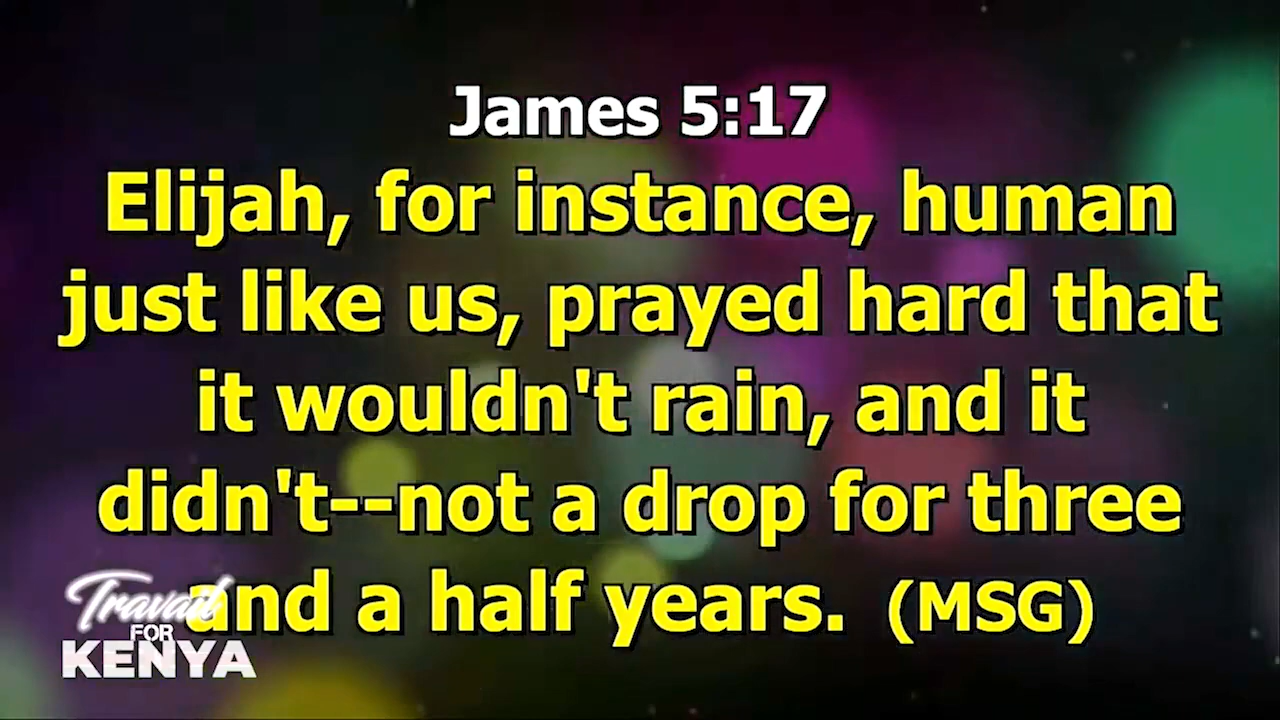 James 5:17
Elijah, for instance, human
just like us, prayed hard that
it wouldn't rain, and it
didn't--not a drop for three
and a half years. (MSG)
Travail
FOR
KENYA